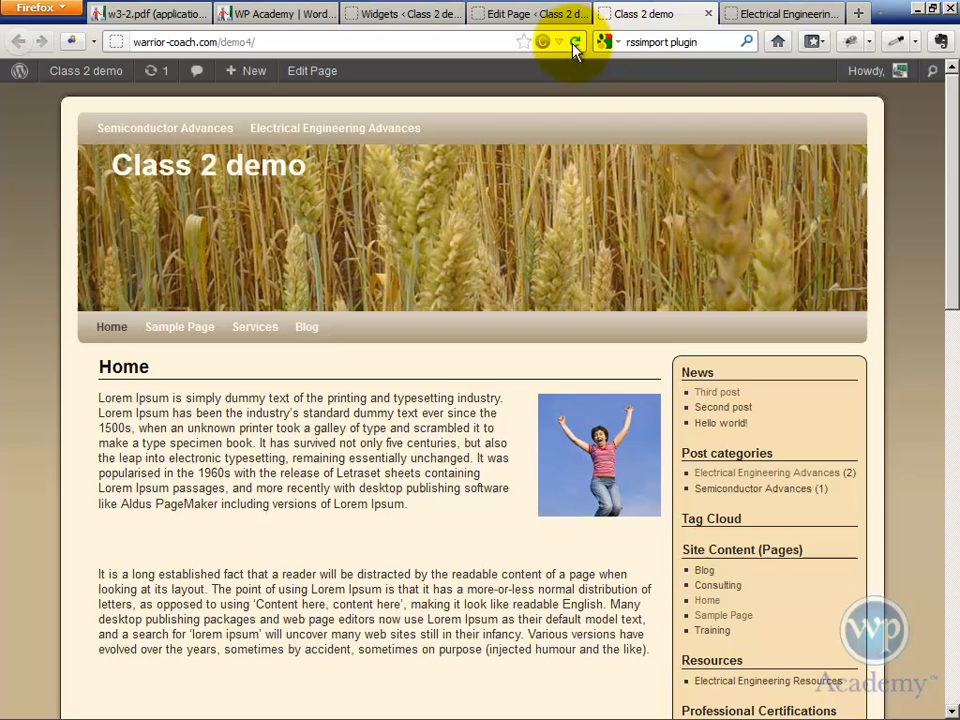 Firefox
w3-2.pdf (applicatio...
WP Academy | Word...
Widgets ‹ Class 2 de...
Edit Page ‹ Class 2 d...
Class 2 demo
Electrical Engineerin...
warrior-coach.com/demo4/
rssimport plugin
Class 2 demo
1
New
Edit Page
Howdy,
Semiconductor Advances
Electrical Engineering Advances
Class 2 demo
Home
Sample Page
Services
Blog
Home
Lorem Ipsum is simply dummy text of the printing and typesetting industry.
Lorem Ipsum has been the industry's standard dummy text ever since the
1500s, when an unknown printer took a galley of type and scrambled it to
make a type specimen book. It has survived not only five centuries, but also
the leap into electronic typesetting, remaining essentially unchanged. It was
popularised in the 1960s with the release of Letraset sheets containing
Lorem Ipsum passages, and more recently with desktop publishing software
like Aldus PageMaker including versions of Lorem Ipsum.
It is a long established fact that a reader will be distracted by the readable content of a page when
looking at its layout. The point of using Lorem Ipsum is that it has a more-or-less normal distribution of
letters, as opposed to using 'Content here, content here', making it look like readable English. Many
desktop publishing packages and web page editors now use Lorem Ipsum as their default model text,
and a search for 'lorem ipsum' will uncover many web sites still in their infancy. Various versions have
evolved over the years, sometimes by accident, sometimes on purpose (injected humour and the like).
News
Third post
Second post
Hello world!
Post categories
Electrical Engineering Advances (2)
Semiconductor Advances (1)
Tag Cloud
Site Content (Pages)
Blog
Consulting
Home
Sample Page
Training
Resources
Electrical Engineering Resources
Professional Certifications
wp
Academy™